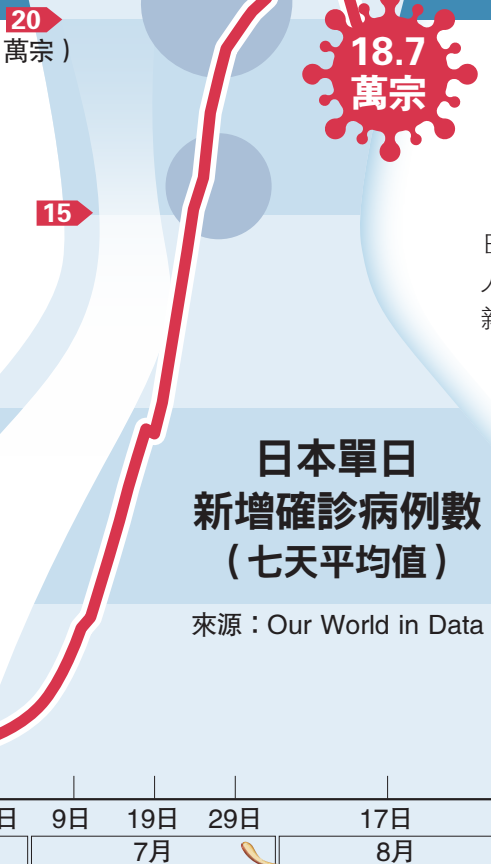 20
萬宗）
18.7
萬宗
15
日本單日
新增確診病例數
（七天平均值）
來源：Our World in Data
日 9日 19日 29日 17日
7月 8月